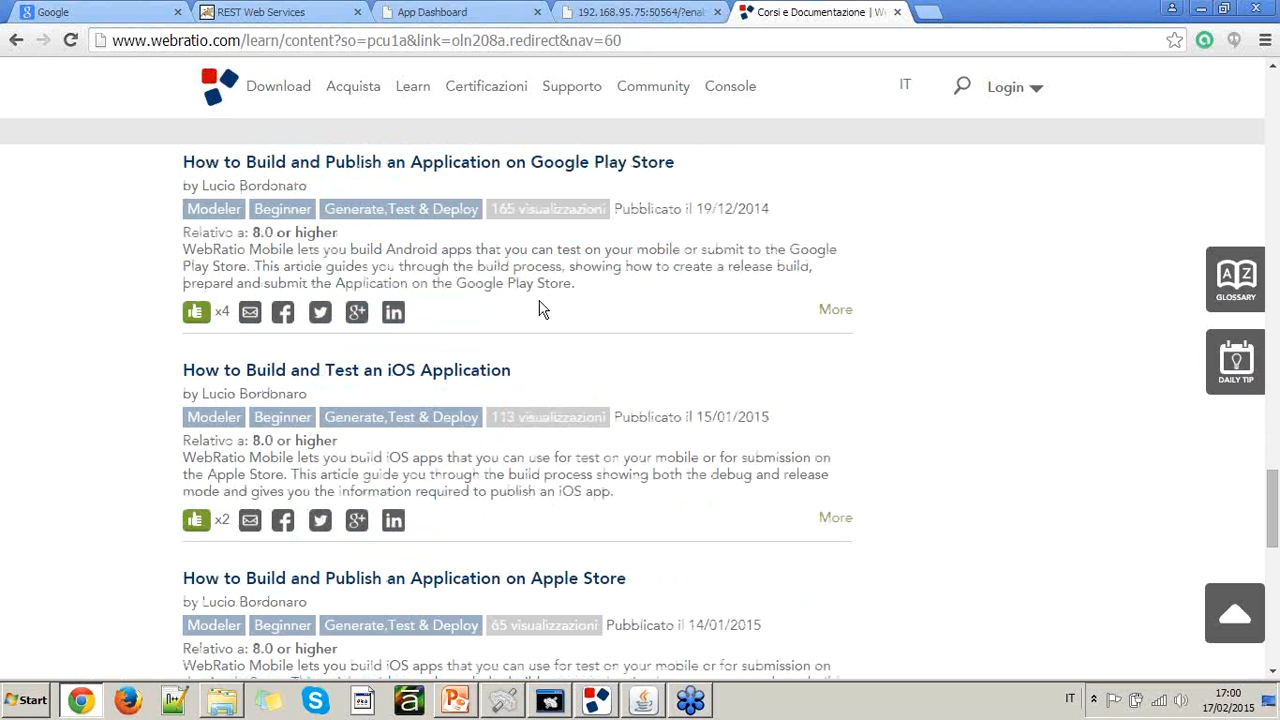 Google
REST Web Services
App Dashboard
192.168.95.75:50564/?enal
Corsi e Documentazione | W
www.webratio.com/learn/content?so=pcu1a&link=oln208a.redirect&nav=60
Download Acquista Learn Certificazioni Supporto Community Console IT Login
How to Build and Publish an Application on Google Play Store
by Lucio Bordonaro
Modeler Beginner Generate,Test & Deploy 165 visualizzazioni Pubblicato il 19/12/2014
Relativo a: 8.0 or higher
WebRatio Mobile lets you build Android apps that you can test on your mobile or submit to the Google
Play Store. This article guides you through the build process, showing how to create a release build,
prepare and submit the Application on the Google Play Store.
x4 More
How to Build and Test an iOS Application
by Lucio Bordonaro
Modeler Beginner Generate,Test & Deploy 113 visualizzazioni Pubblicato il 15/01/2015
Relativo a: 8.0 or higher
WebRatio Mobile lets you build iOS apps that you can use for test on your mobile or for submission on
the Apple Store. This article guide you through the build process showing both the debug and release
mode and gives you the information required to publish an iOS app.
x2 More
How to Build and Publish an Application on Apple Store
by Lucio Bordonaro
Modeler Beginner Generate,Test & Deploy 65 visualizzazioni Pubblicato il 14/01/2015
Relativo a: 8.0 or higher
WebRatio Mobile lets you build iOS apps that you can use for test on your mobile or for submission on
AZ
GLOSSARY
DAILY TIP
Start
IT
17:00
17/02/2015